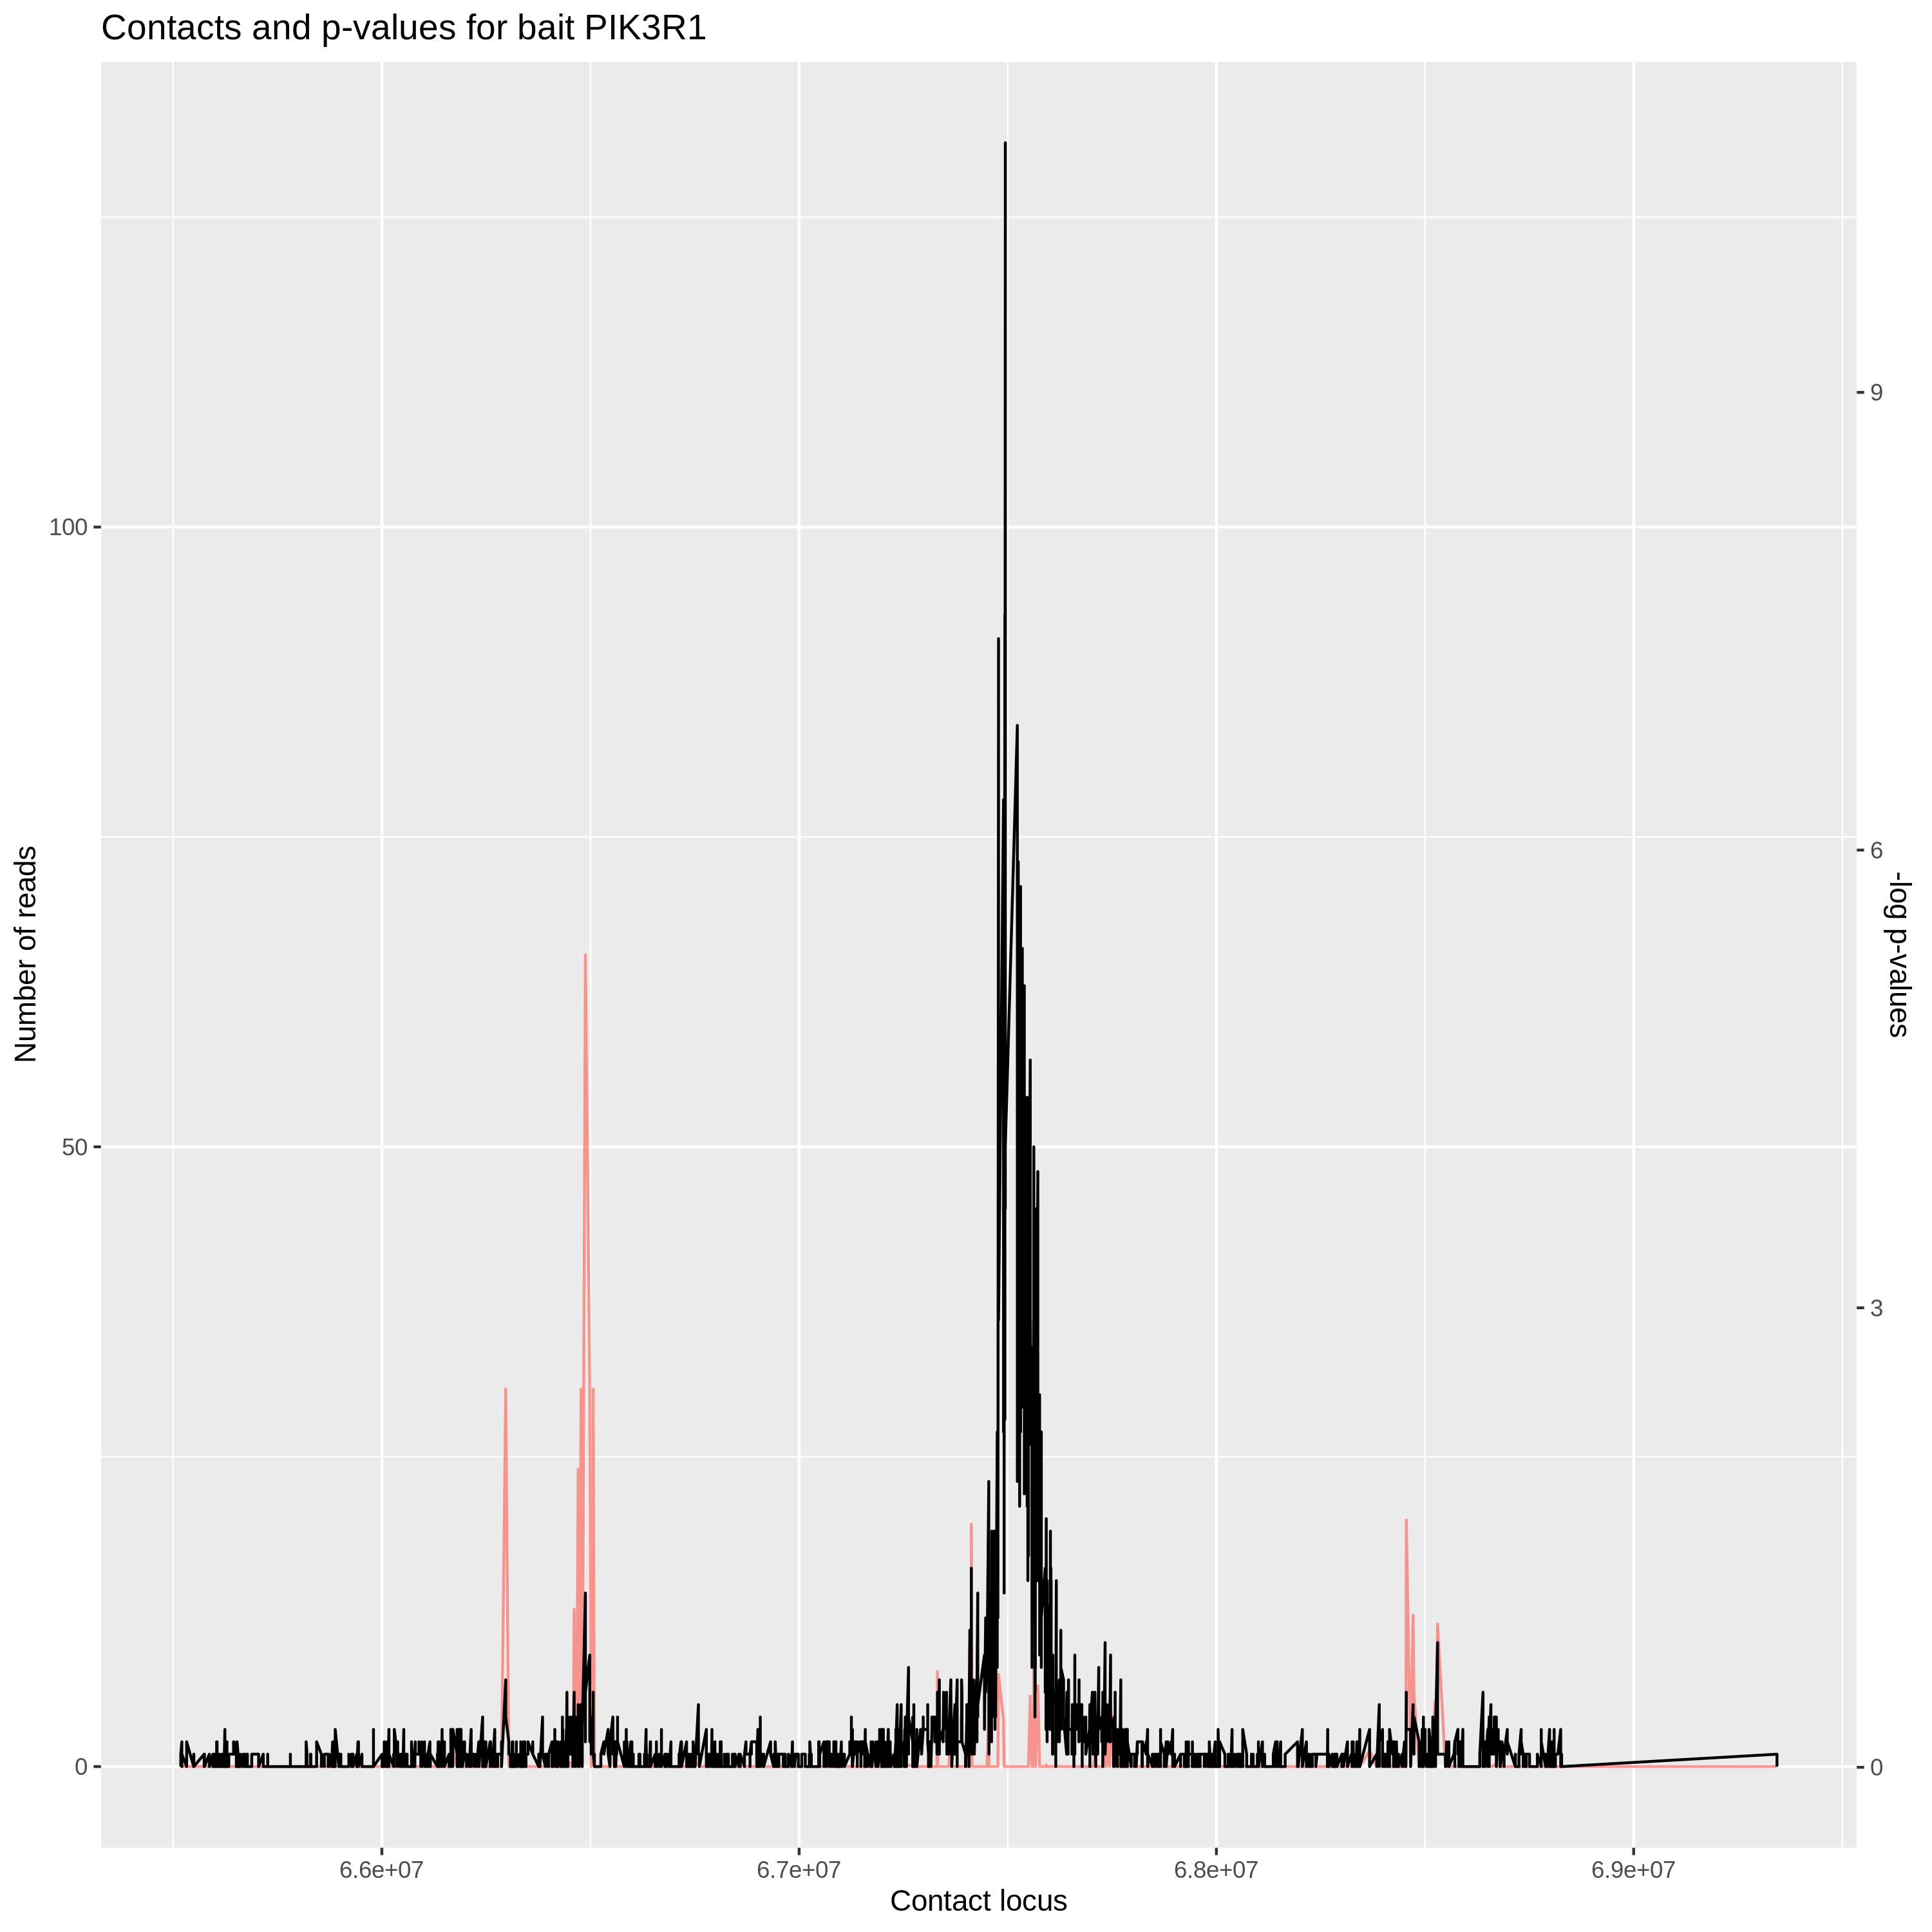 Contacts and p-values for bait PIK3R1
Number of reads
100
50
0
9
6
3
0
-log p-values
6.6e+07
6.7e+07
6.8e+07
6.9e+07
Contact locus